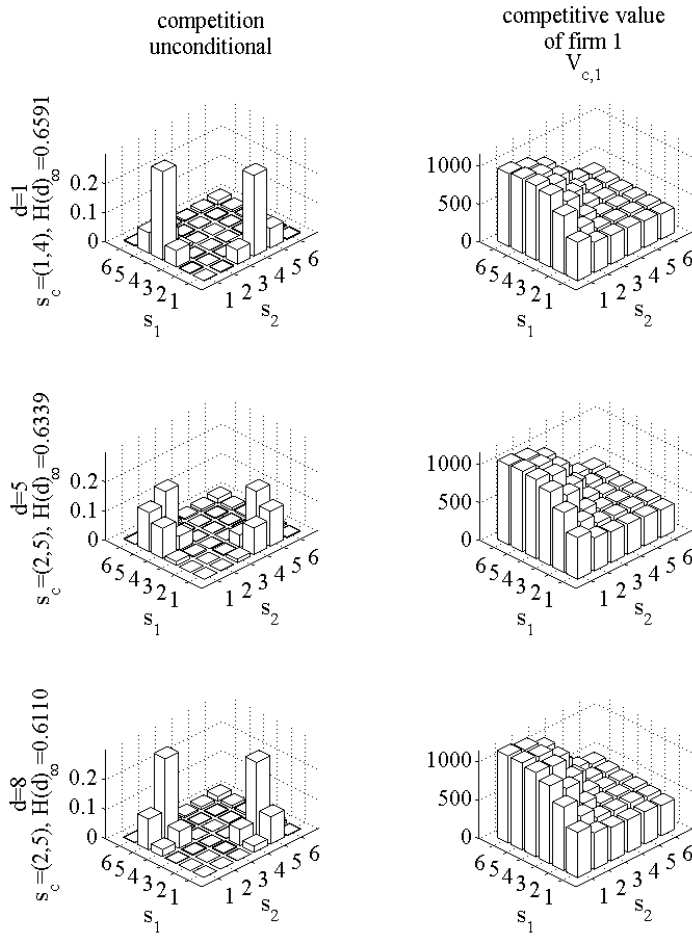 competition
unconditional
competitive value
of firm 1
V_c,1
d=1
s_c=(1,4), H(d)_∞=0.6591
0.2
0.1
0
6 5 4 3 2 1
s_1
1 2 3 4 5 6
s_2
1000
500
0
6 5 4 3 2 1
s_1
1 2 3 4 5 6
s_2
d=5
s_c=(2,5), H(d)_∞=0.6339
0.2
0.1
0
6 5 4 3 2 1
s_1
1 2 3 4 5 6
s_2
1000
500
0
6 5 4 3 2 1
s_1
1 2 3 4 5 6
s_2
d=8
s_c=(2,5), H(d)_∞=0.6110
0.2
0.1
0
6 5 4 3 2 1
s_1
1 2 3 4 5 6
s_2
1000
500
0
6 5 4 3 2 1
s_1
1 2 3 4 5 6
s_2